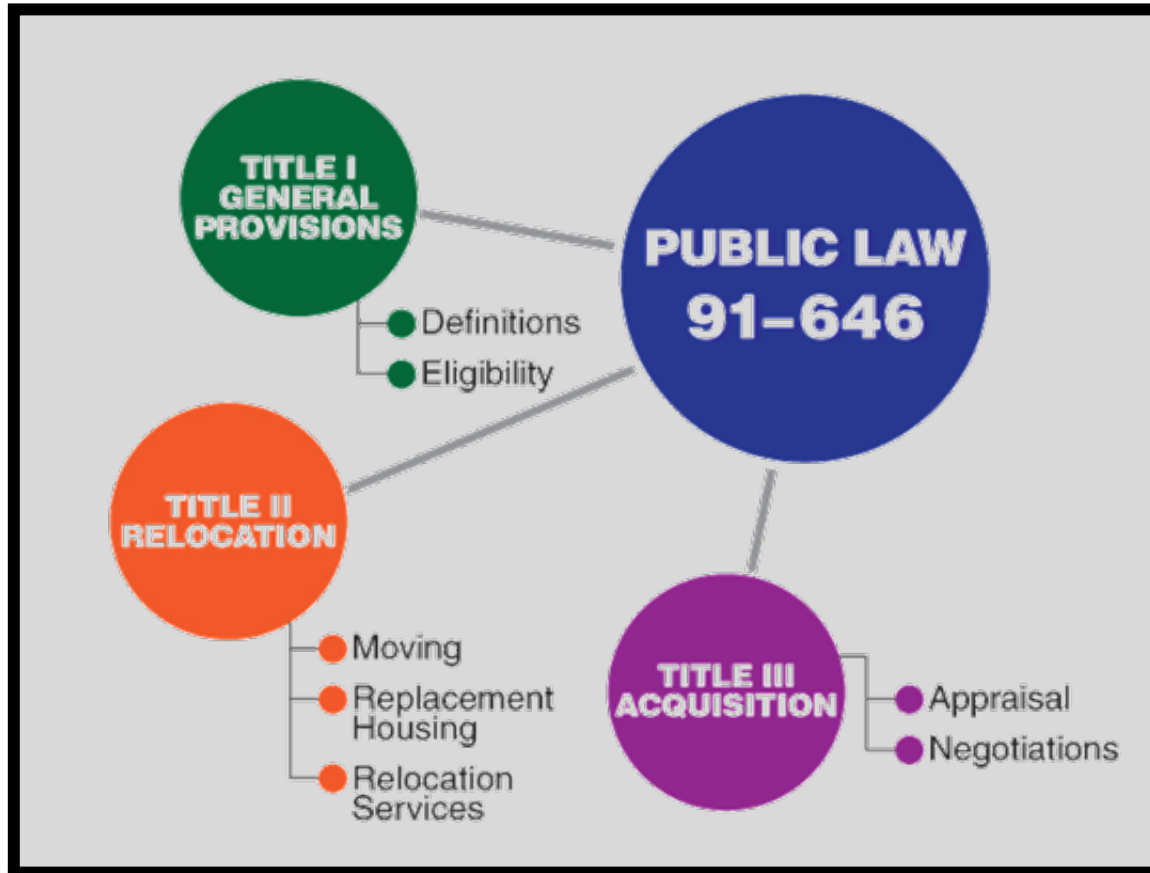 TITLE I
GENERAL
PROVISIONS
PUBLIC LAW
91–646
Definitions
Eligibility
TITLE II
RELOCATION
Moving
Replacement
Housing
Relocation
Services
TITLE III
ACQUISITION
Appraisal
Negotiations